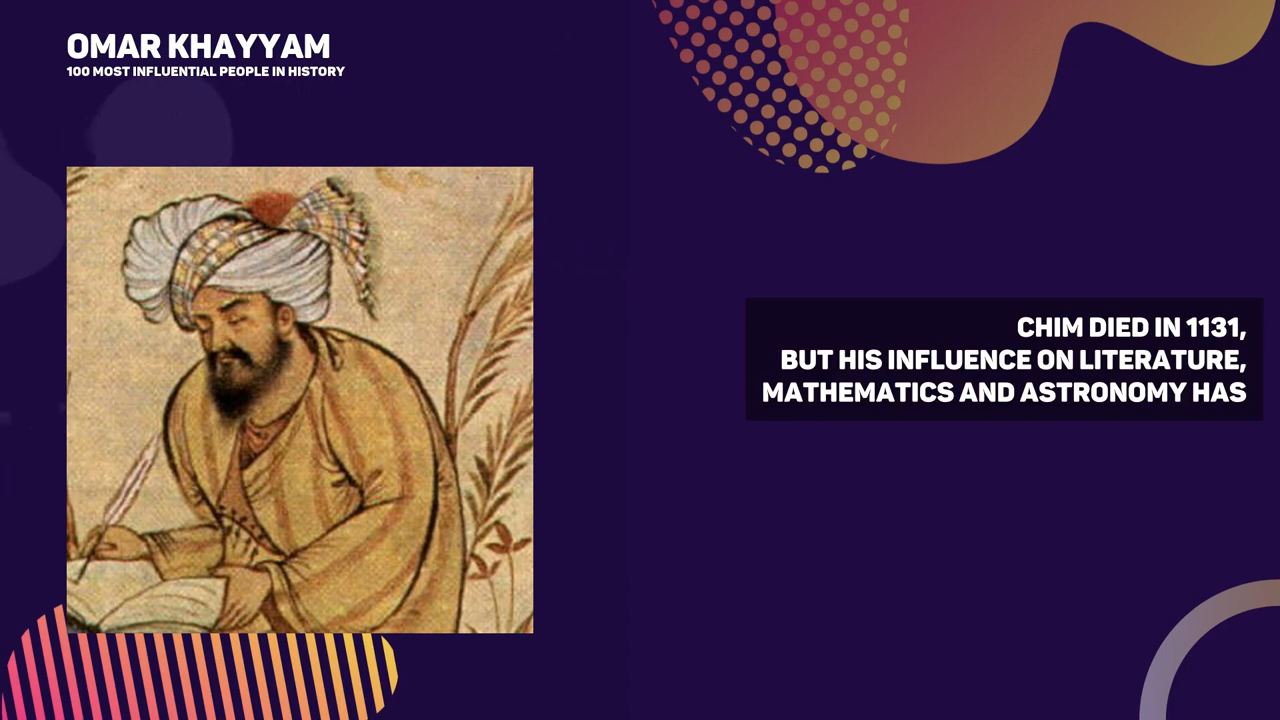 OMAR KHAYYAM
100 MOST INFLUENTIAL PEOPLE IN HISTORY
CHIM DIED IN 1131,
BUT HIS INFLUENCE ON LITERATURE,
MATHEMATICS AND ASTRONOMY HAS